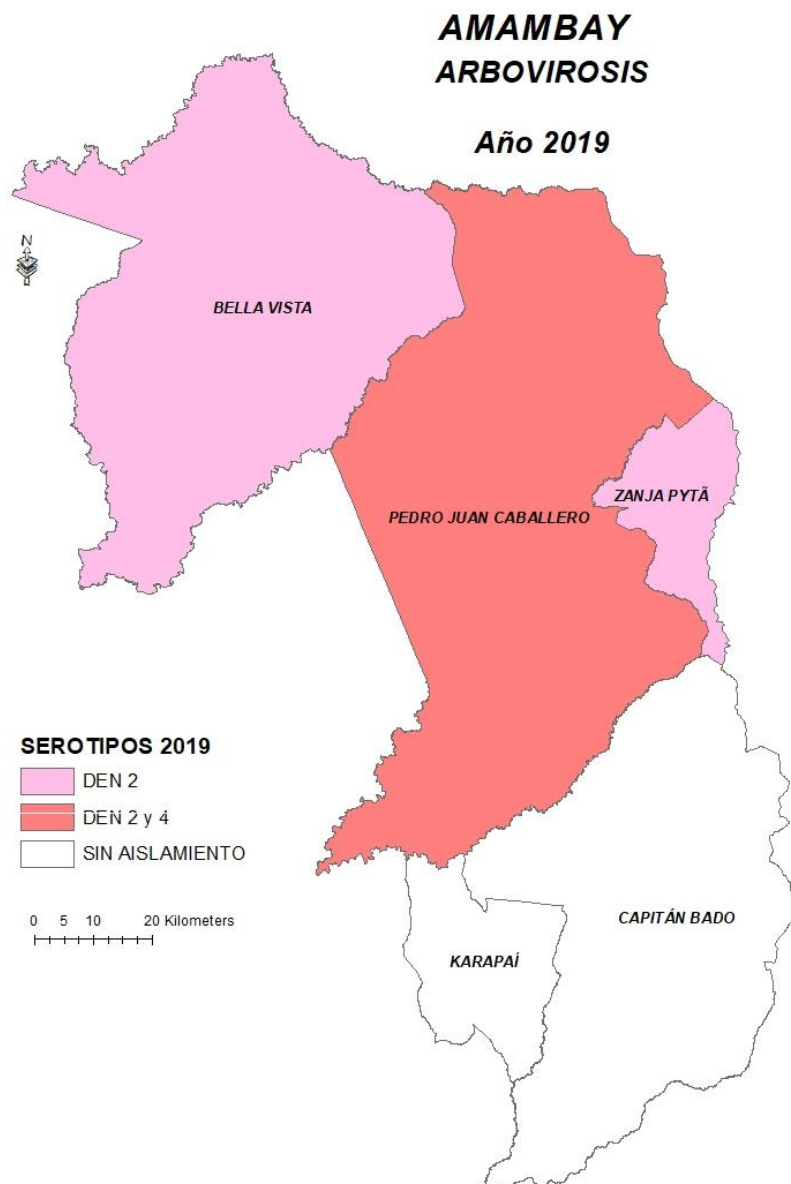 AMAMBAY
ARBOVIROSIS
Año 2019
N
BELLA VISTA
ZANJA PYTÃ
PEDRO JUAN CABALLERO
SEROTIPOS 2019
DEN 2
DEN 2 y 4
SIN AISLAMIENTO
0 5 10 20 Kilometers
CAPITÁN BADO
KARAPAÍ